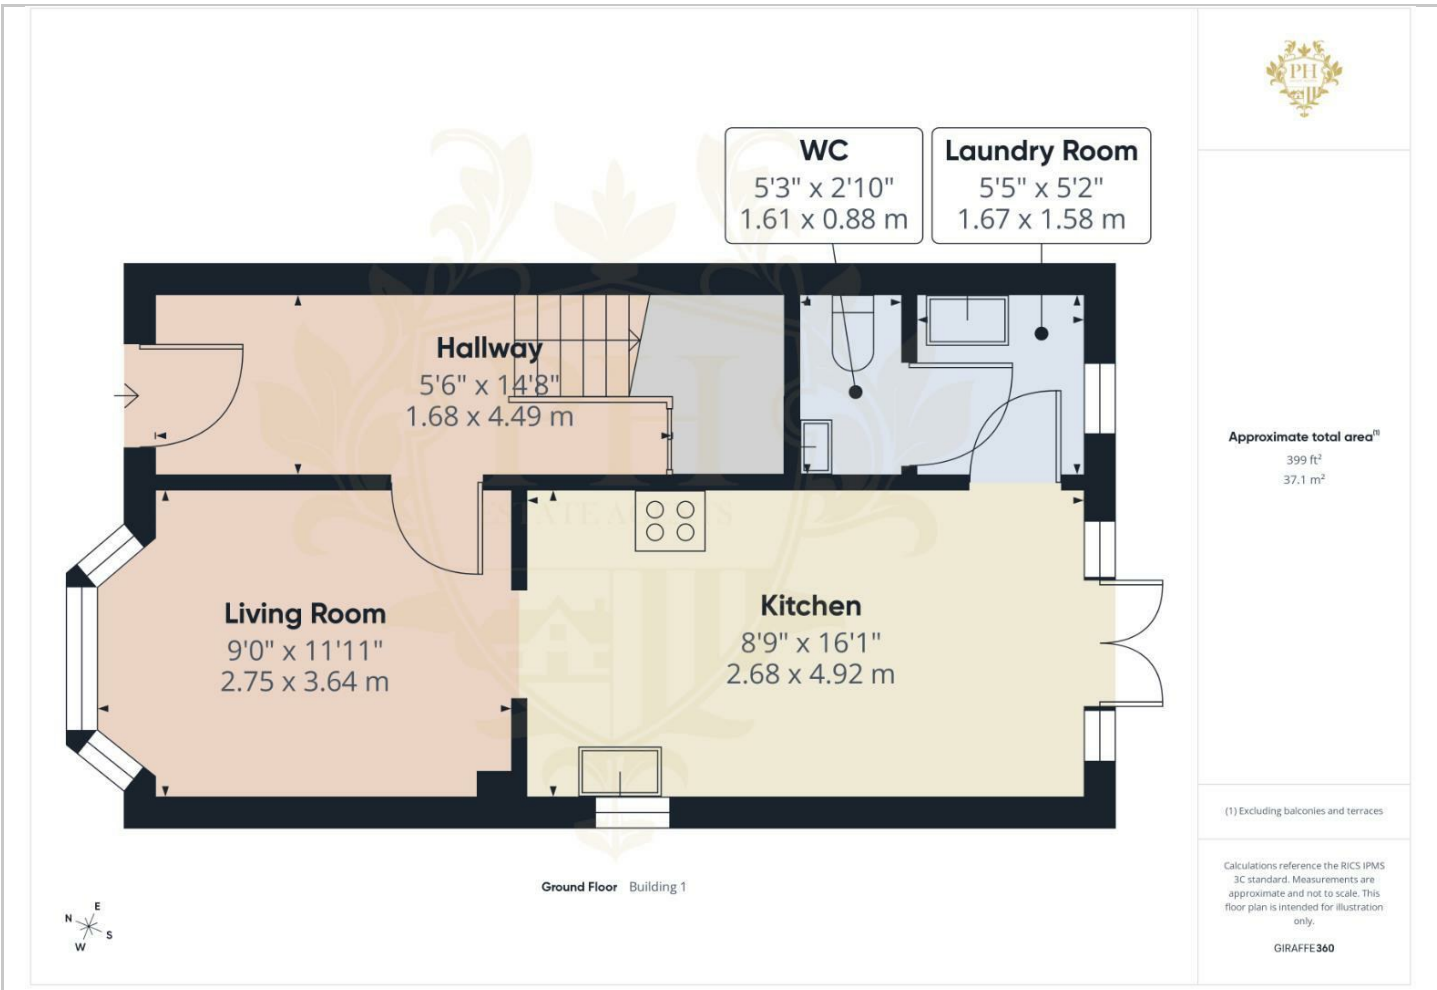 PH
WC
5'3" x 2'10"
1.61 x 0.88 m
Laundry Room
5'5" x 5'2"
1.67 x 1.58 m
Hallway
5'6" x 14'8"
1.68 x 4.49 m
PH
ESTATE AGENTS
Living Room
9'0" x 11'11"
2.75 x 3.64 m
Kitchen
8'9" x 16'1"
2.68 x 4.92 m
Ground Floor Building 1
N
E
S
W
Approximate total area(1)
399 ft²
37.1 m²
(1) Excluding balconies and terraces
Calculations reference the RICS IPMS
3C standard. Measurements are
approximate and not to scale. This
floor plan is intended for illustration
only.
GIRAFFE360